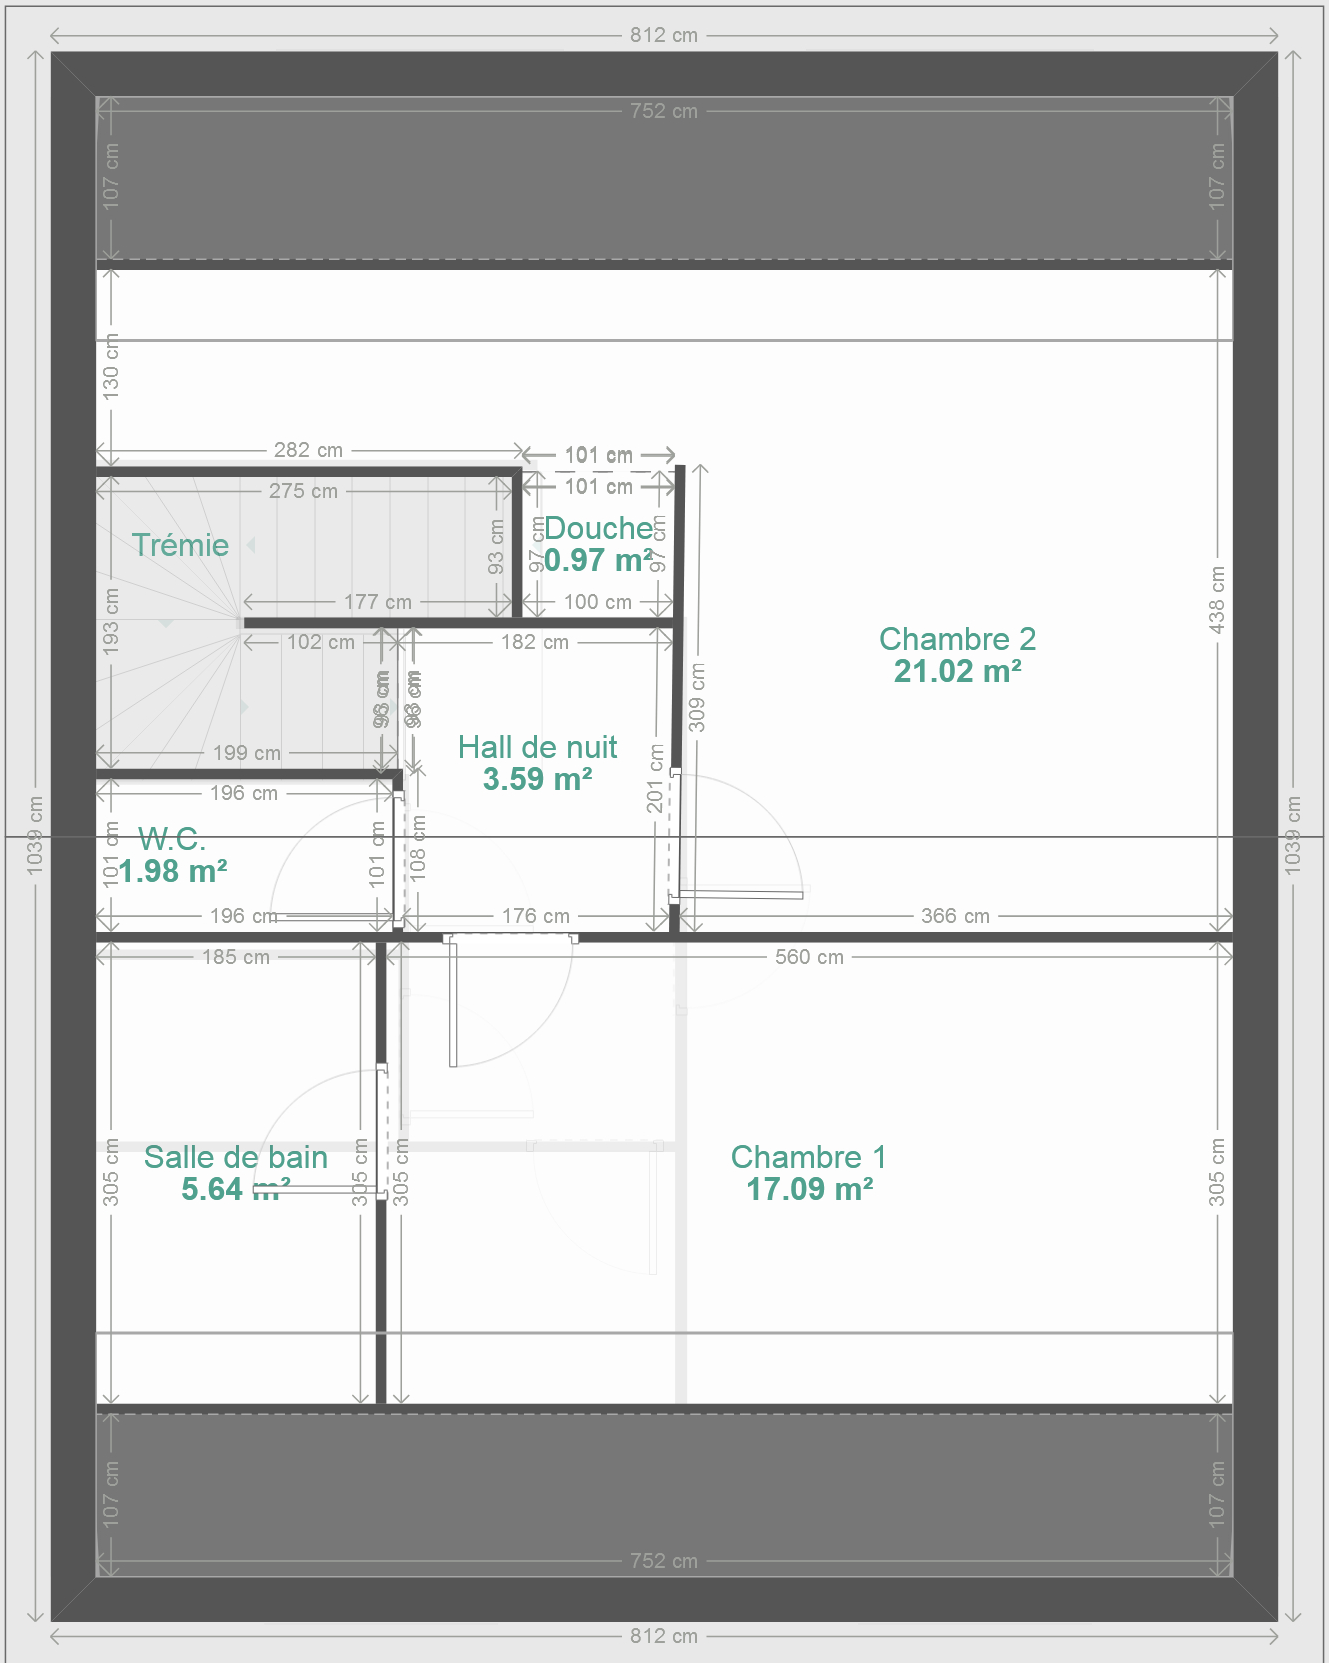 812 cm
752 cm
107 cm
107 cm
130 cm
282 cm
101 cm
275 cm
101 cm
Trémie
93 cm
97 cm
Douche
0.97 m²
97 cm
438 cm
177 cm
100 cm
193 cm
102 cm
182 cm
Chambre 2
21.02 m²
93 cm
93 cm
309 cm
199 cm
Hall de nuit
3.59 m²
201 cm
196 cm
1039 cm
W.C.
1.98 m²
101 cm
101 cm
108 cm
1039 cm
196 cm
176 cm
366 cm
185 cm
560 cm
305 cm
Salle de bain
5.64 m²
305 cm
305 cm
Chambre 1
17.09 m²
305 cm
107 cm
107 cm
752 cm
812 cm